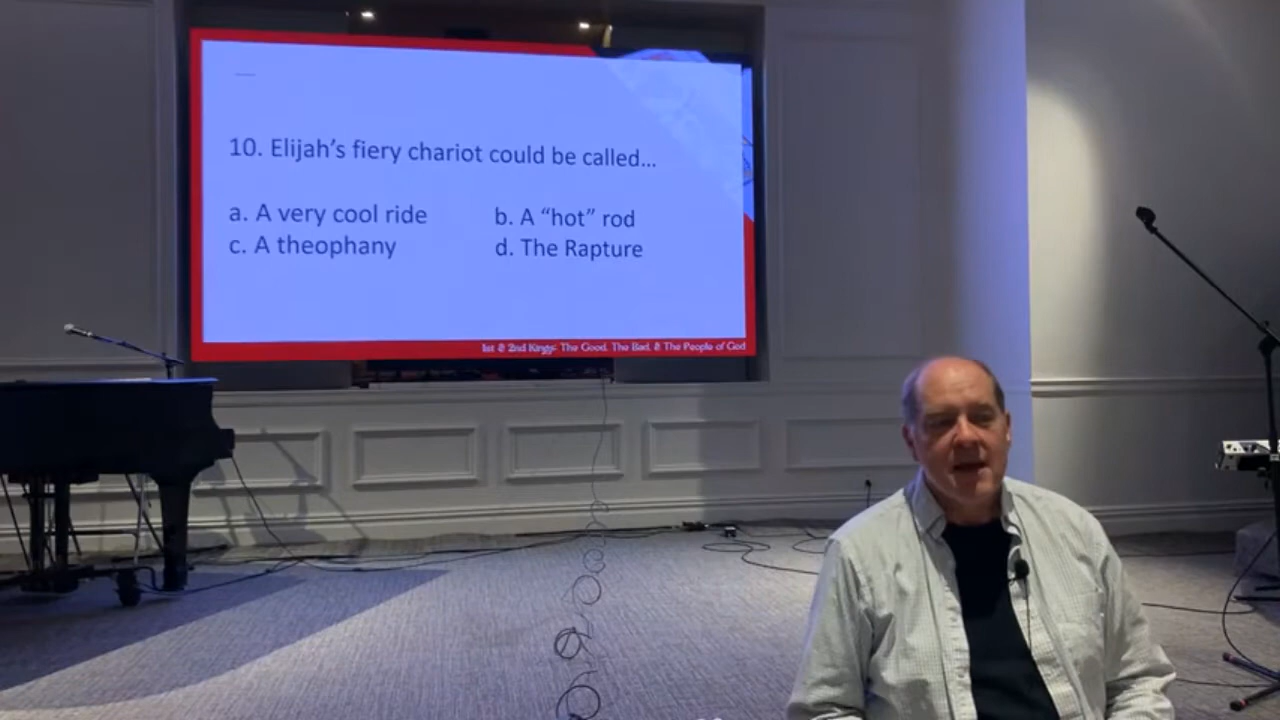 10. Elijah’s fiery chariot could be called...
a. A very cool ride b. A “hot” rod
c. A theophany d. The Rapture
1st & 2nd Kings: The Good, The Bad, & The People of God